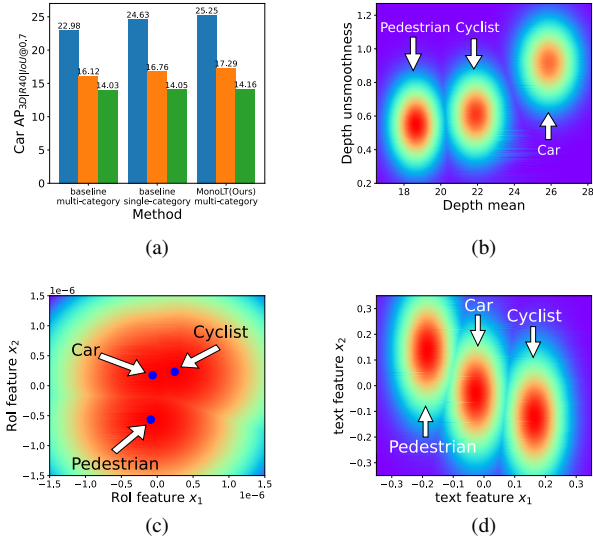 25
20
15
10
5
0
Car AP3D|R40|IoU@0,7
22.98
16.12
14.03
24.63
16.76
14.05
25.25
17.29
14.16
baseline
multi-category
baseline
single-category
MonoLT(Ours)
multi-category
Method
(a)
1.2
1.0
0.8
0.6
0.4
0.2
Depth unsmoothness
Pedestrian
Cyclist
Car
18
20
22
24
26
28
Depth mean
(b)
1e−6
1.5
1.0
0.5
0.0
−0.5
−1.0
−1.5
RoI feature x2
Car
Cyclist
Pedestrian
−1.5
−1.0
−0.5
0.0
0.5
1.0
1.5
1e−6
RoI feature x1
(c)
0.3
0.2
0.1
0.0
−0.1
−0.2
−0.3
text feature x2
Car
Cyclist
Pedestrian
−0.3
−0.2
−0.1
0.0
0.1
0.2
0.3
text feature x1
(d)